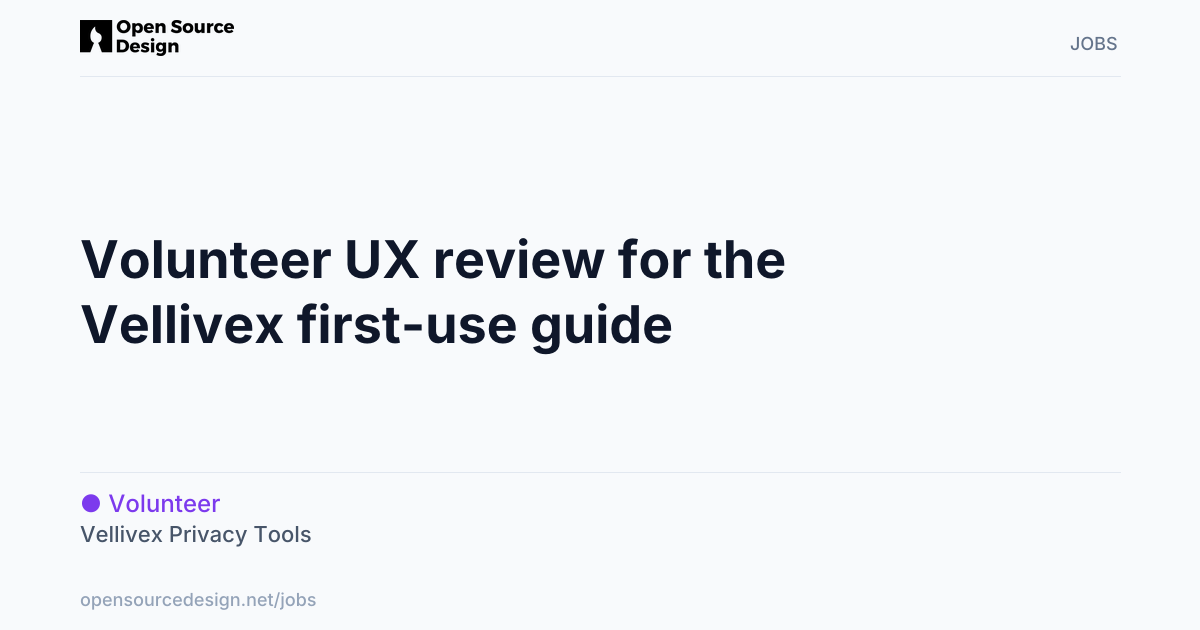 Open Source
Design
JOBS
Volunteer UX review for the
Vellivex first-use guide
Volunteer
Vellivex Privacy Tools
opensourcedesign.net/jobs